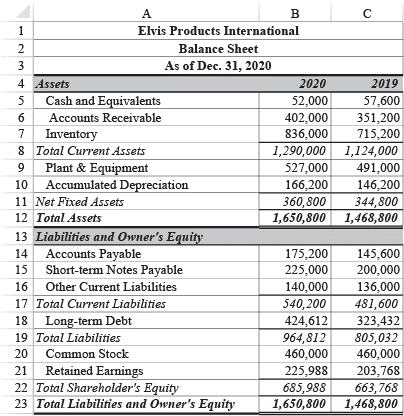 A B C
1 Elvis Products International
2 Balance Sheet
3 As of Dec. 31, 2020
4 Assets 2020 2019
5 Cash and Equivalents 52,000 57,600
6 Accounts Receivable 402,000 351,200
7 Inventory 836,000 715,200
8 Total Current Assets 1,290,000 1,124,000
9 Plant & Equipment 527,000 491,000
10 Accumulated Depreciation 166,200 146,200
11 Net Fixed Assets 360,800 344,800
12 Total Assets 1,650,800 1,468,800
13 Liabilities and Owner's Equity
14 Accounts Payable 175,200 145,600
15 Short-term Notes Payable 225,000 200,000
16 Other Current Liabilities 140,000 136,000
17 Total Current Liabilities 540,200 481,600
18 Long-term Debt 424,612 323,432
19 Total Liabilities 964,812 805,032
20 Common Stock 460,000 460,000
21 Retained Earnings 225,988 203,768
22 Total Shareholder's Equity 685,988 663,768
23 Total Liabilities and Owner's Equity 1,650,800 1,468,800